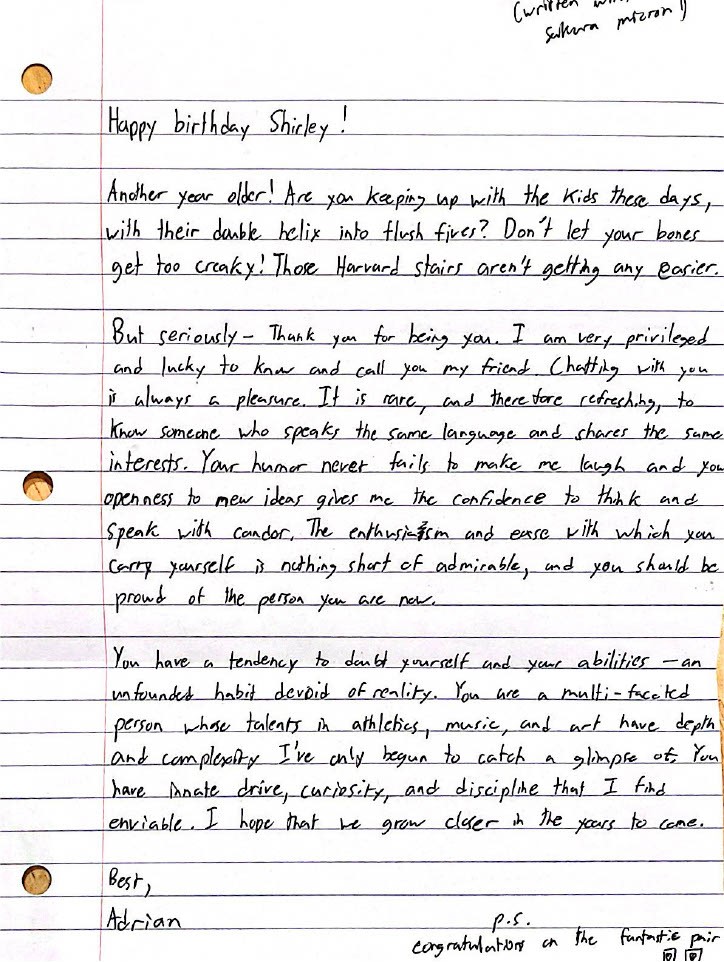 (written
sakura micron!)
Happy birthday Shirley!
Another year older! Are you keeping up with the kids these days,
with their double helix into flush fives? Don't let your bones
get too creaky! Those Harvard stairs aren't getting any easier.
But seriously – Thank you for being you. I am very privileged
and lucky to know and call you my friend. Chatting with you
is always a pleasure. It is rare, and therefore refreshing, to
know someone who speaks the same language and shares the same
interests. Your humor never fails to make me laugh and you
openness to new ideas gives me the confidence to think and
speak with candor. The enthusiasm and ease with which you
carry yourself is nothing short of admirable, and you should be
proud of the person you are now.
You have a tendency to doubt yourself and your abilities – an
unfounded habit devoid of reality. You are a multi-faceted
person whose talents in athletics, music, and art have depth
and complexity I've only begun to catch a glimpse of. You
have innate drive, curiosity, and discipline that I find
enviable. I hope that we grow closer in the years to come.
Best,
Adrian
p.s.
congratulations on the fantastic pair